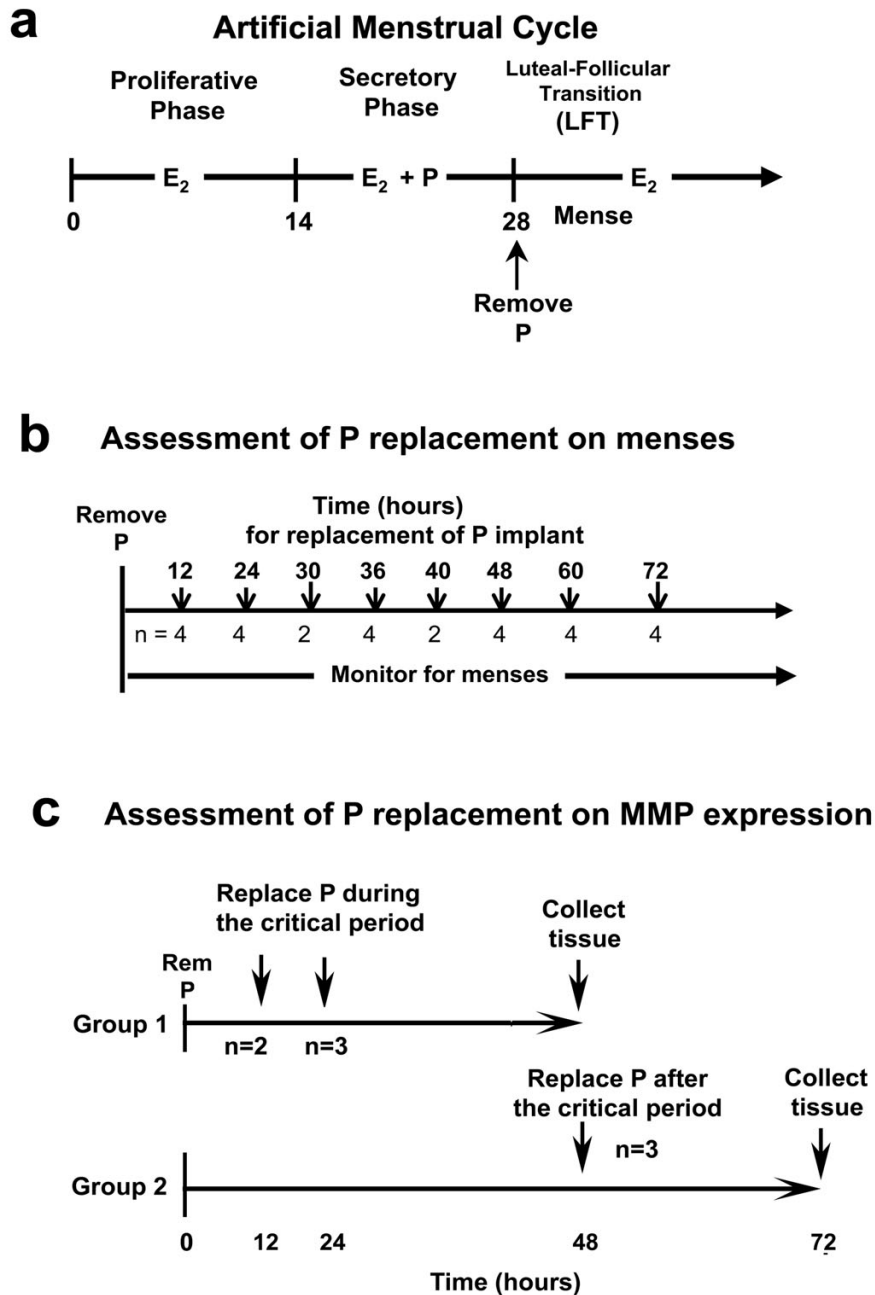 a
Artificial Menstrual Cycle
Proliferative
Phase
Secretory
Phase
Luteal-Follicular
Transition
(LFT)
E₂
E₂ + P
E₂
0
14
28
Mense
Remove
P
b
Assessment of P replacement on menses
Remove
P
Time (hours)
for replacement of P implant
12 24 30 36 40 48 60 72
n = 4 4 2 4 2 4 4 4
Monitor for menses
c
Assessment of P replacement on MMP expression
Replace P during
the critical period
Collect
tissue
Rem
P
Group 1
n=2 n=3
Replace P after
the critical period
Collect
tissue
n=3
Group 2
0 12 24 48 72
Time (hours)